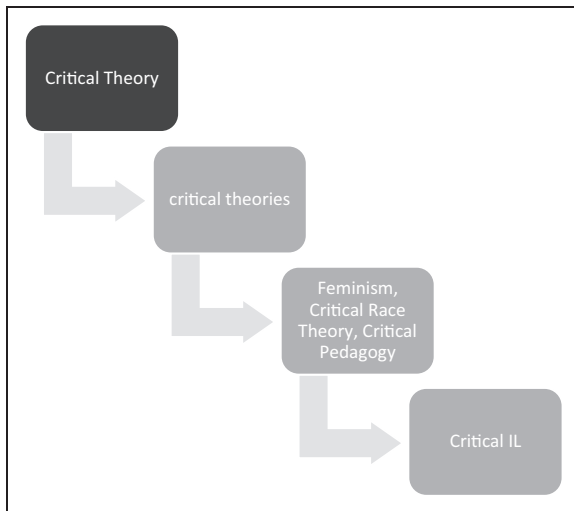 Critical Theory
critical theories
Feminism,
Critical Race
Theory, Critical
Pedagogy
Critical IL